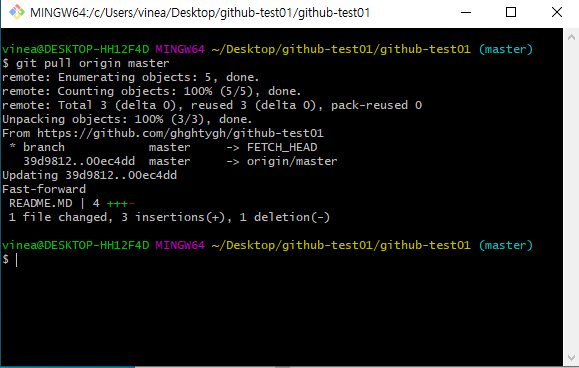 MINGW64:/c/Users/vinea/Desktop/github-test01/github-test01
vinea@DESKTOP-HH12F4D MINGW64 ~/Desktop/github-test01/github-test01 (master)
$ git pull origin master
remote: Enumerating objects: 5, done.
remote: Counting objects: 100% (5/5), done.
remote: Total 3 (delta 0), reused 3 (delta 0), pack-reused 0
Unpacking objects: 100% (3/3), done.
From https://github.com/ghghtygh/github-test01
 * branch            master     -> FETCH_HEAD
   39d9812..00ec4dd  master     -> origin/master
Updating 39d9812..00ec4dd
Fast-forward
 README.MD | 4 +++-
 1 file changed, 3 insertions(+), 1 deletion(-)
vinea@DESKTOP-HH12F4D MINGW64 ~/Desktop/github-test01/github-test01 (master)
$